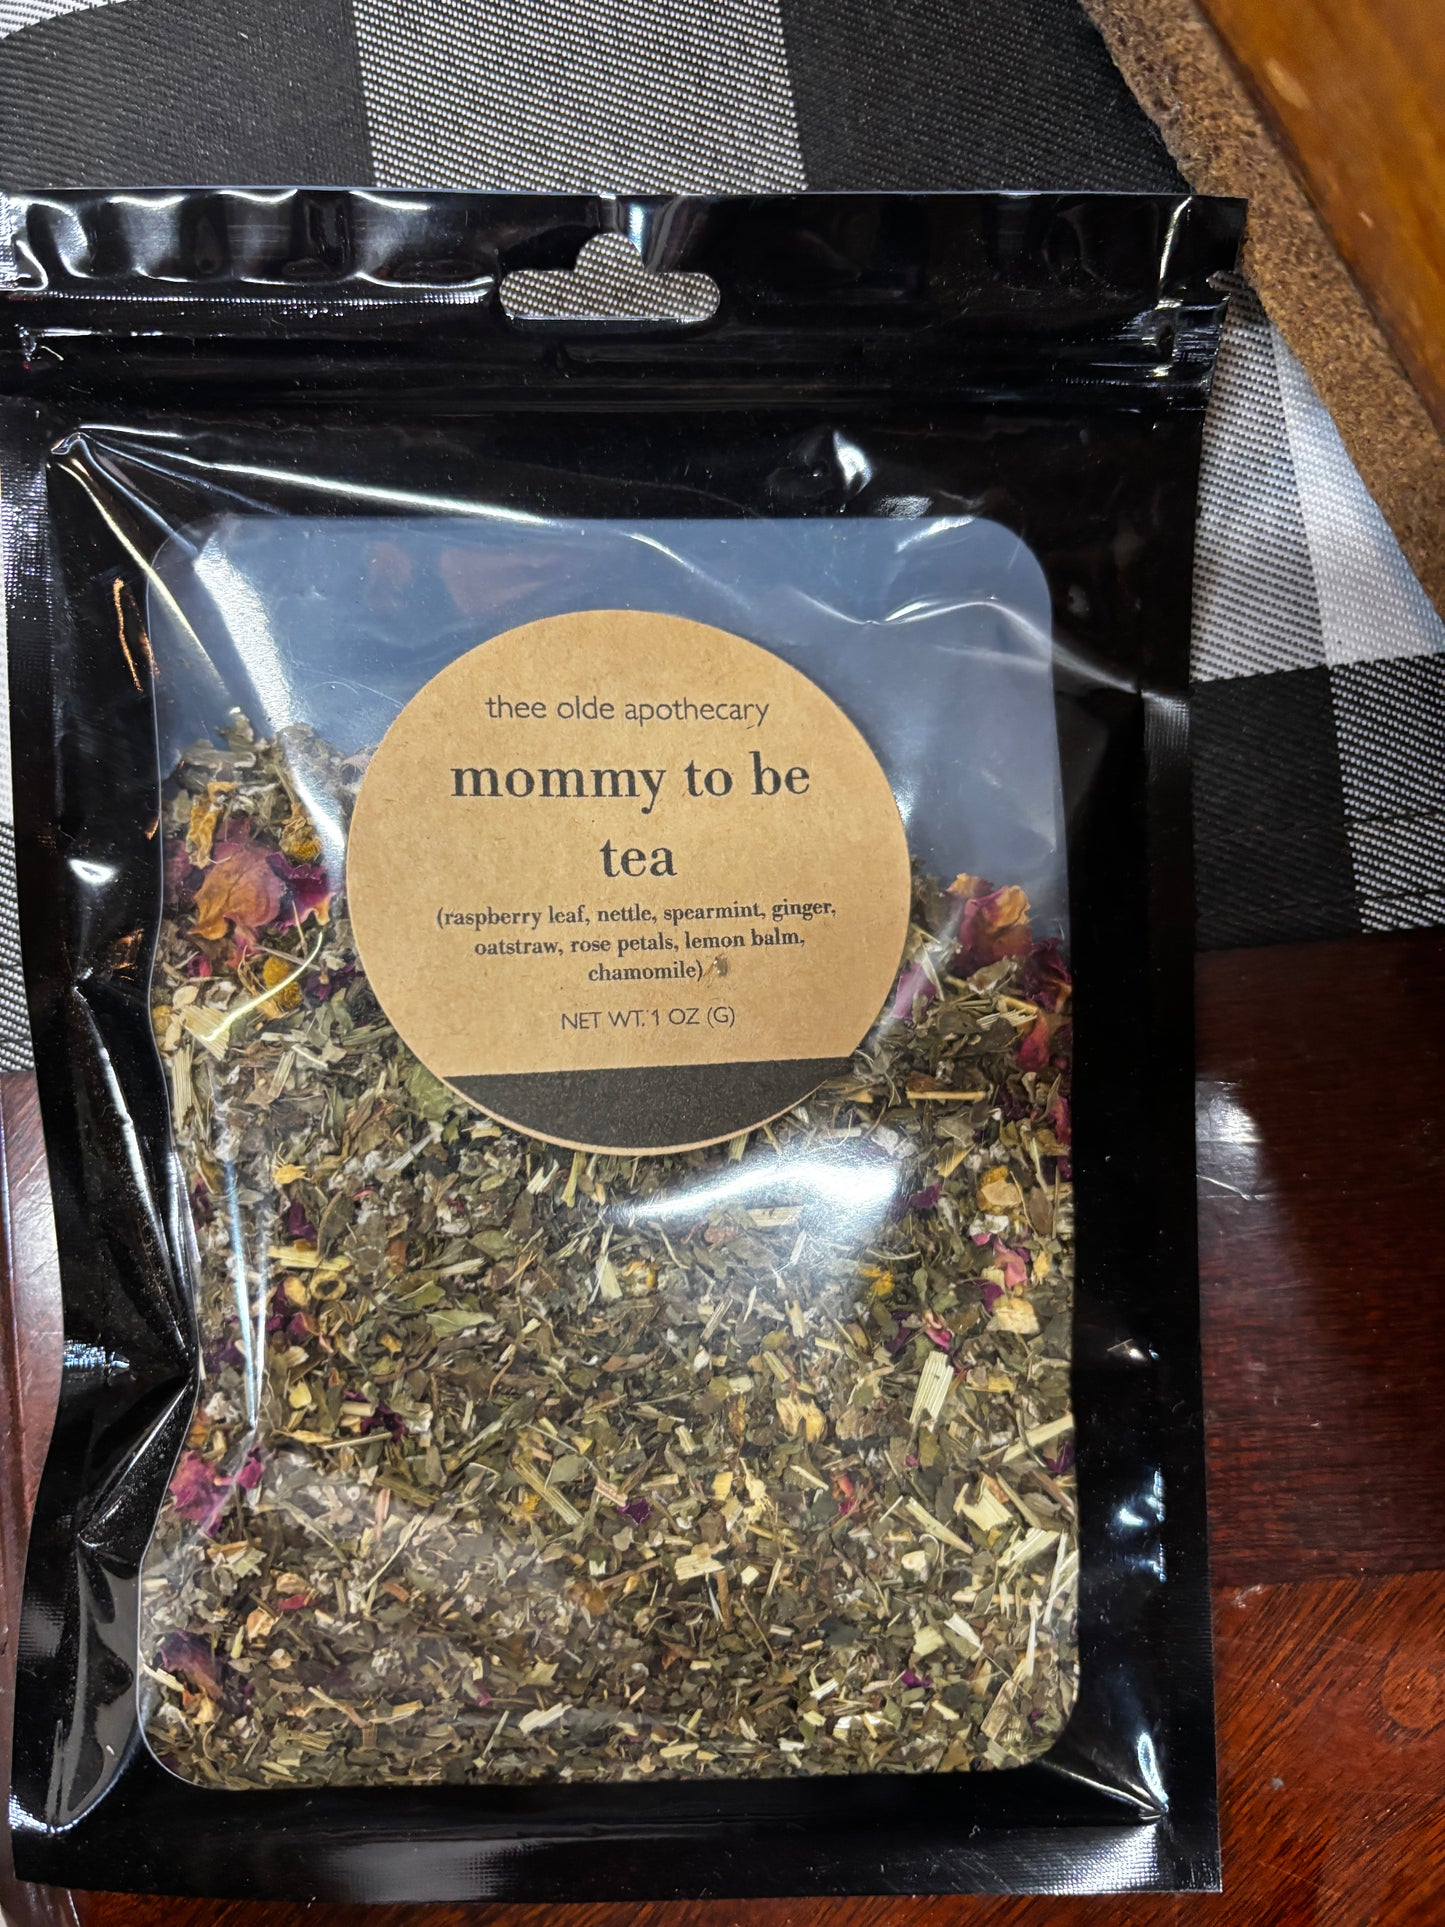 thee olde apothecary
mommy to be
tea
(raspberry leaf, nettle, spearmint, ginger,
oatstraw, rose petals, lemon balm,
chamomile)
NET WT. 1 OZ (G)